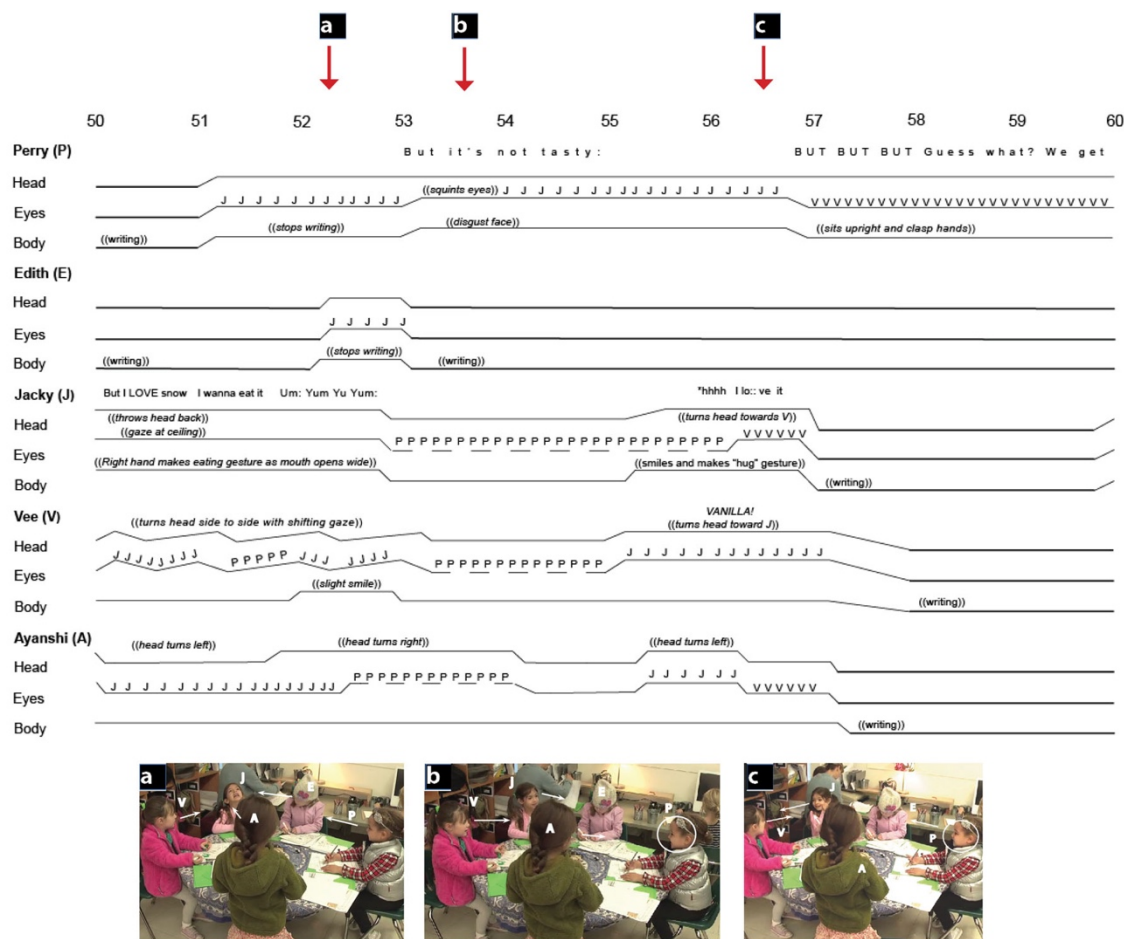 a b c
50 51 52 53 54 55 56 57 58 59 60
Perry (P) But it's not tasty: BUT BUT BUT Guess what? We get
Head
((squints eyes)) J J J J J J J J J J J J J J J J
Eyes J J J J J J J J J J J J V V V V V V V V V V V V V V V V V V V V V V V V V V
Body ((writing)) ((stops writing)) ((disgust face)) ((sits upright and clasp hands))
Edith (E)
Head
Eyes J J J J J
Body ((writing)) ((stops writing)) ((writing))
Jacky (J) But I LOVE snow I wanna eat it Um: Yum Yu Yum: *hhhh I lo:: ve it
Head ((throws head back)) ((turns head towards V))
((gaze at ceiling)) V V V V V V
Eyes P P P P P P P P P P P P P P P P P P P P P P P
((Right hand makes eating gesture as mouth opens wide)) ((smiles and makes "hug" gesture))
Body ((writing))
Vee (V) VANILLA!
((turns head side to side with shifting gaze)) ((turns head toward J))
Head
Eyes J J J J J J J P P P P P J J J J J J J P P P P P P P P P P P P P J J J J J J J J J J J J J
((slight smile))
Body ((writing))
Ayanshi (A) ((head turns left)) ((head turns right)) ((head turns left))
Head
Eyes J J J J J J J J J J J J J J J J J P P P P P P P P P P P P J J J J J J V V V V V V
Body ((writing))
a J E V A P
b J E V P A
c J E V P A